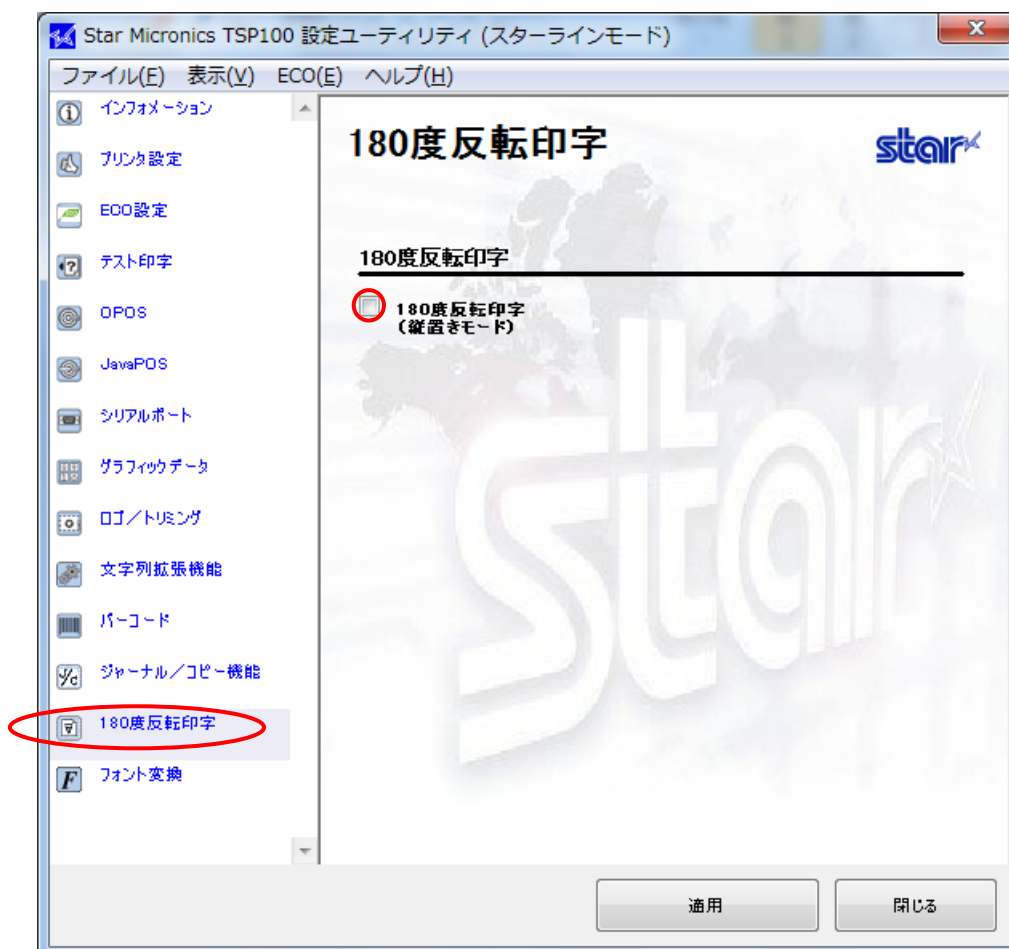 Star Micronics TSP100 設定ユーティリティ (スターラインモード)
ファイル(F) 表示(V) ECO(E) ヘルプ(H)
インフォメーション
プリンタ設定
ECO設定
テスト印字
OPOS
JavaPOS
シリアルポート
グラフィックデータ
ロゴ/トリミング
文字列拡張機能
バーコード
ジャーナル/コピー機能
180度反転印字
フォント変換
180度反転印字
star
180度反転印字
180度反転印字
(縦置きモード)
star
適用
閉じる